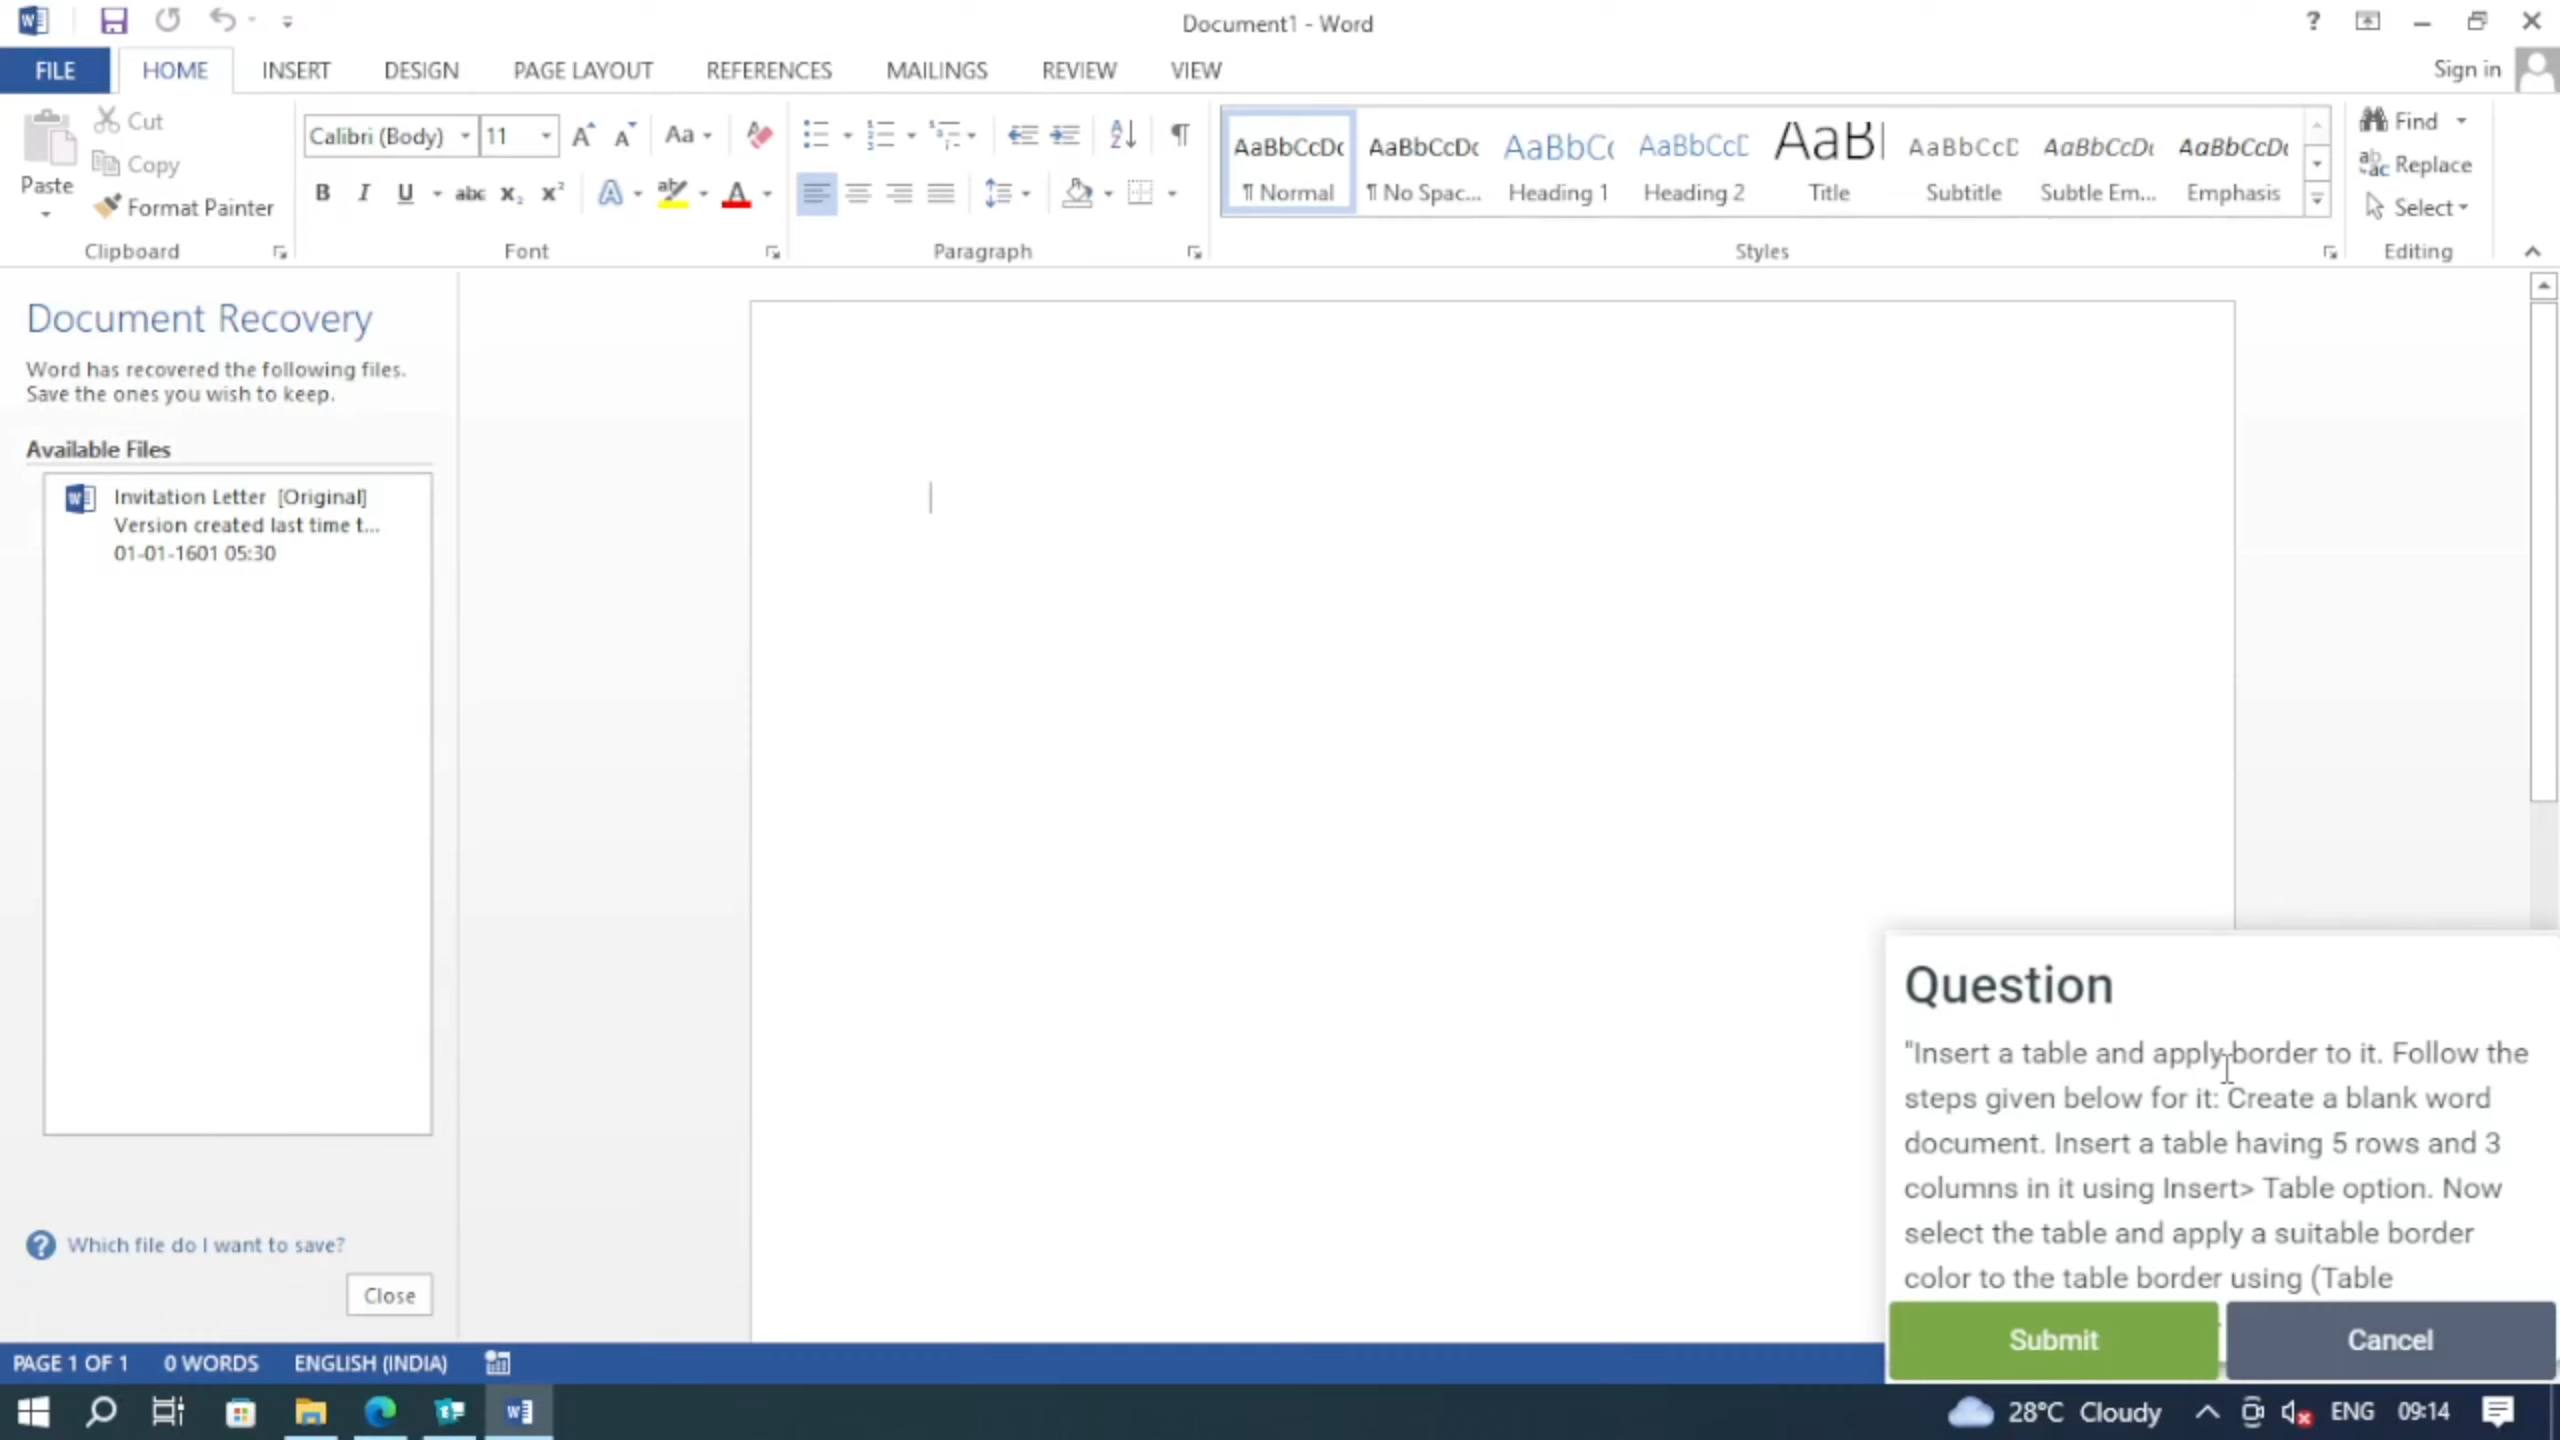 Document1 - Word
FILE HOME INSERT DESIGN PAGE LAYOUT REFERENCES MAILINGS REVIEW VIEW Sign in
Paste
Cut
Copy
Format Painter
Clipboard
Calibri (Body) 11
Font
Paragraph
AaBbCcDc AaBbCcDc AaBbC( AaBbCcD AaBl AaBbCcD AaBbCcDc AaBbCcDc
¶ Normal ¶ No Spac... Heading 1 Heading 2 Title Subtitle Subtle Em... Emphasis
Styles
Find
Replace
Select
Editing
Document Recovery
Word has recovered the following files.
Save the ones you wish to keep.
Available Files
Invitation Letter [Original]
Version created last time t...
01-01-1601 05:30
Which file do I want to save?
Close
Question
"Insert a table and apply border to it. Follow the
steps given below for it: Create a blank word
document. Insert a table having 5 rows and 3
columns in it using Insert> Table option. Now
select the table and apply a suitable border
color to the table border using (Table
Submit Cancel
PAGE 1 OF 1 0 WORDS ENGLISH (INDIA)
28°C Cloudy ENG 09:14